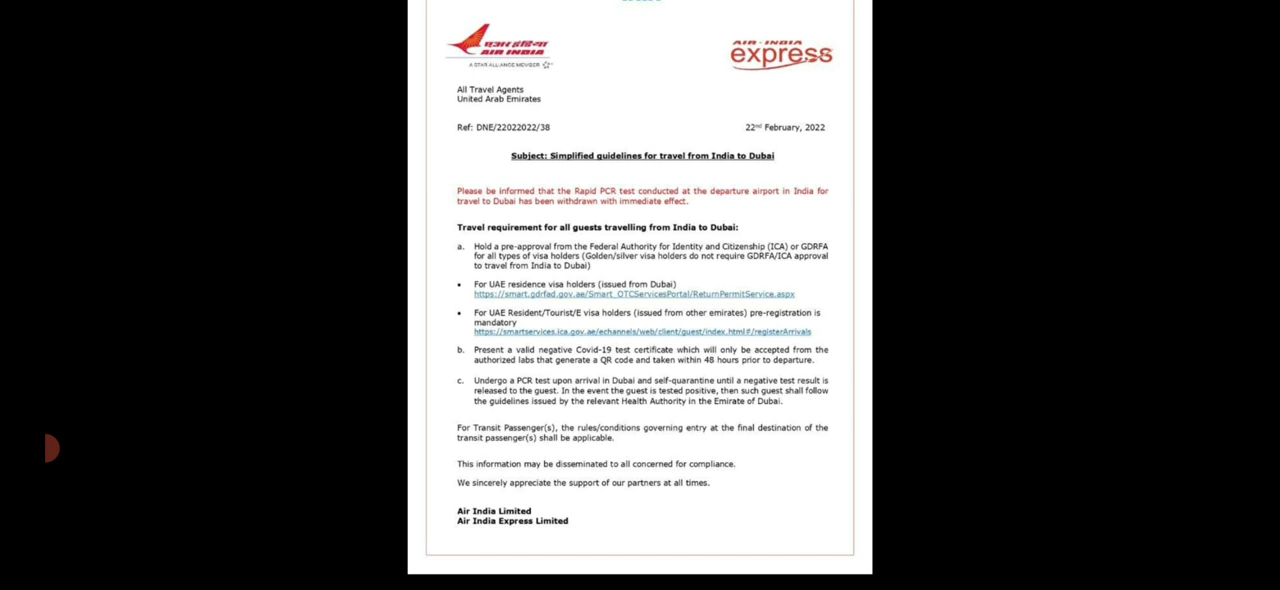 एअर इंडिया
AIR INDIA
A STAR ALLIANCE MEMBER
AIR-INDIA
express
All Travel Agents
United Arab Emirates
Ref: DNE/22022022/38
22nd February, 2022
Subject: Simplified guidelines for travel from India to Dubai
Please be informed that the Rapid PCR test conducted at the departure airport in India for
travel to Dubai has been withdrawn with immediate effect.
Travel requirement for all guests travelling from India to Dubai:
a. Hold a pre-approval from the Federal Authority for Identity and Citizenship (ICA) or GDRFA
for all types of visa holders (Golden/silver visa holders do not require GDRFA/ICA approval
to travel from India to Dubai)
• For UAE residence visa holders (issued from Dubai)
https://smart.gdrfad.gov.ae/Smart_OTCServicesPortal/ReturnPermitService.aspx
• For UAE Resident/Tourist/E visa holders (issued from other emirates) pre-registration is
mandatory
https://smartservices.ica.gov.ae/echannels/web/client/guest/index.html#/registerArrivals
b. Present a valid negative Covid-19 test certificate which will only be accepted from the
authorized labs that generate a QR code and taken within 48 hours prior to departure.
c. Undergo a PCR test upon arrival in Dubai and self-quarantine until a negative test result is
released to the guest. In the event the guest is tested positive, then such guest shall follow
the guidelines issued by the relevant Health Authority in the Emirate of Dubai.
For Transit Passenger(s), the rules/conditions governing entry at the final destination of the
transit passenger(s) shall be applicable.
This information may be disseminated to all concerned for compliance.
We sincerely appreciate the support of our partners at all times.
Air India Limited
Air India Express Limited